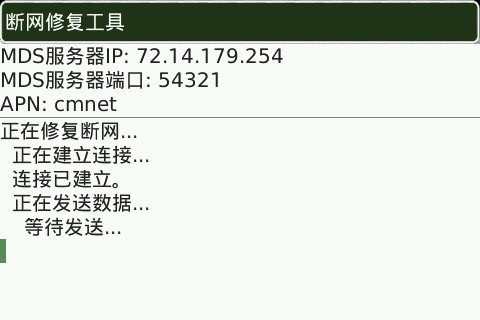 断网修复工具
MDS服务器IP: 72.14.179.254
MDS服务器端口: 54321
APN: cmnet
正在修复断网...
正在建立连接...
连接已建立。
正在发送数据...
等待发送...